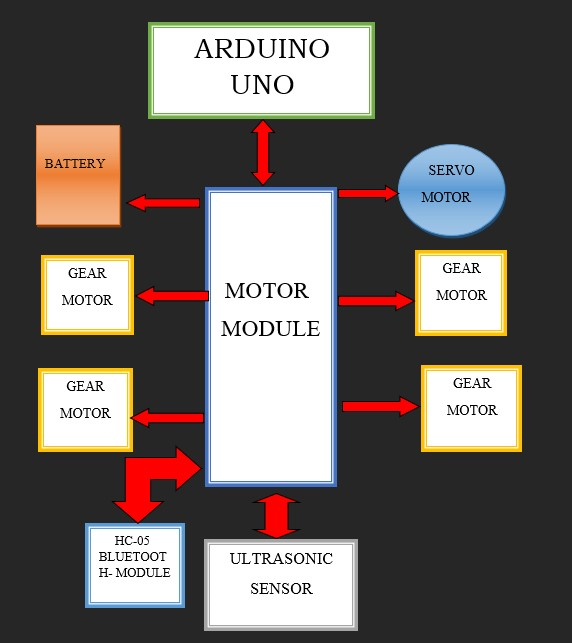 ARDUINO
UNO
BATTERY
SERVO
MOTOR
GEAR
MOTOR
MOTOR
MODULE
GEAR
MOTOR
GEAR
MOTOR
GEAR
MOTOR
HC-05
BLUETOOT
H- MODULE
ULTRASONIC
SENSOR